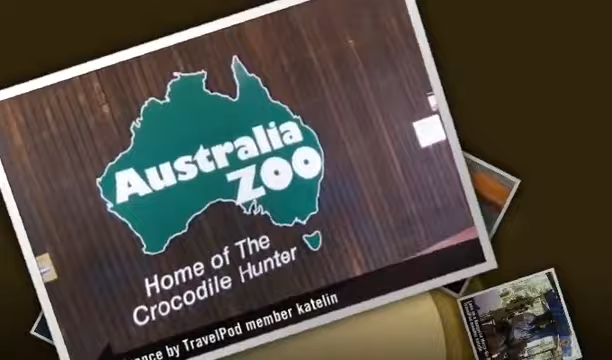 Australia
ZOO
Home of The
Crocodile Hunter
ance by TravelPod member katelin